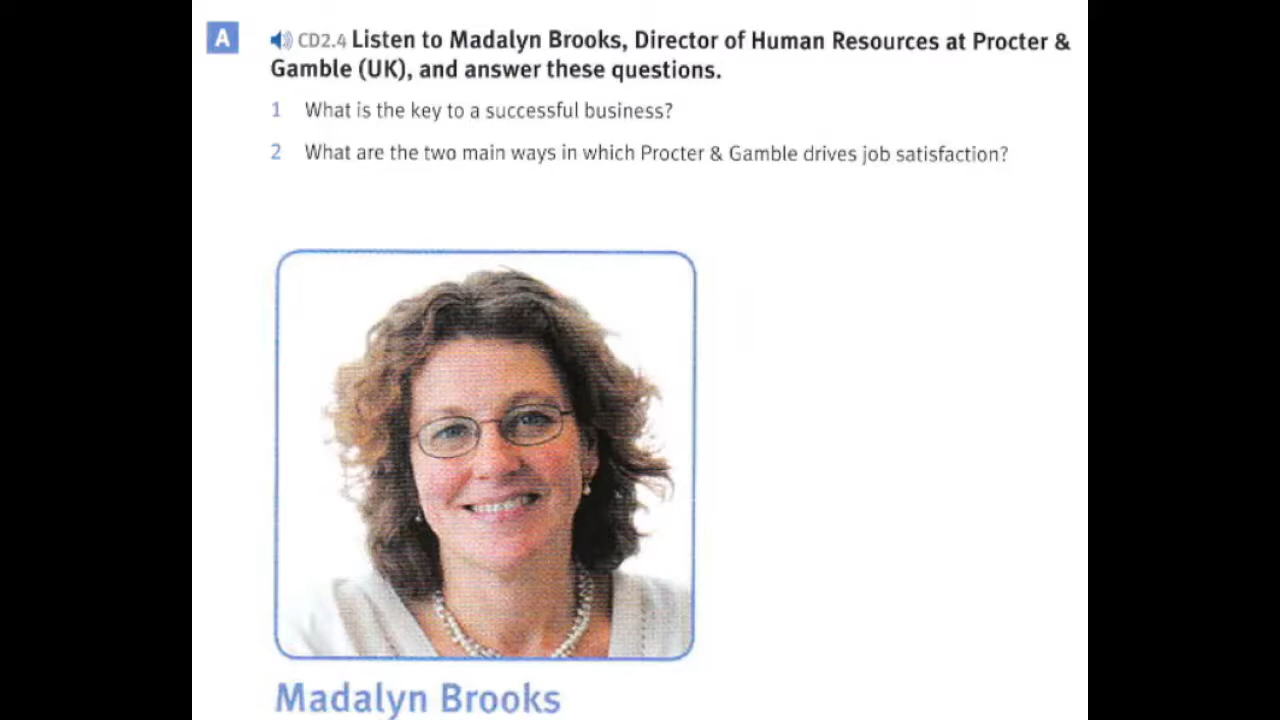 A CD2.4 Listen to Madalyn Brooks, Director of Human Resources at Procter &
Gamble (UK), and answer these questions.
1 What is the key to a successful business?
2 What are the two main ways in which Procter & Gamble drives job satisfaction?
Madalyn Brooks